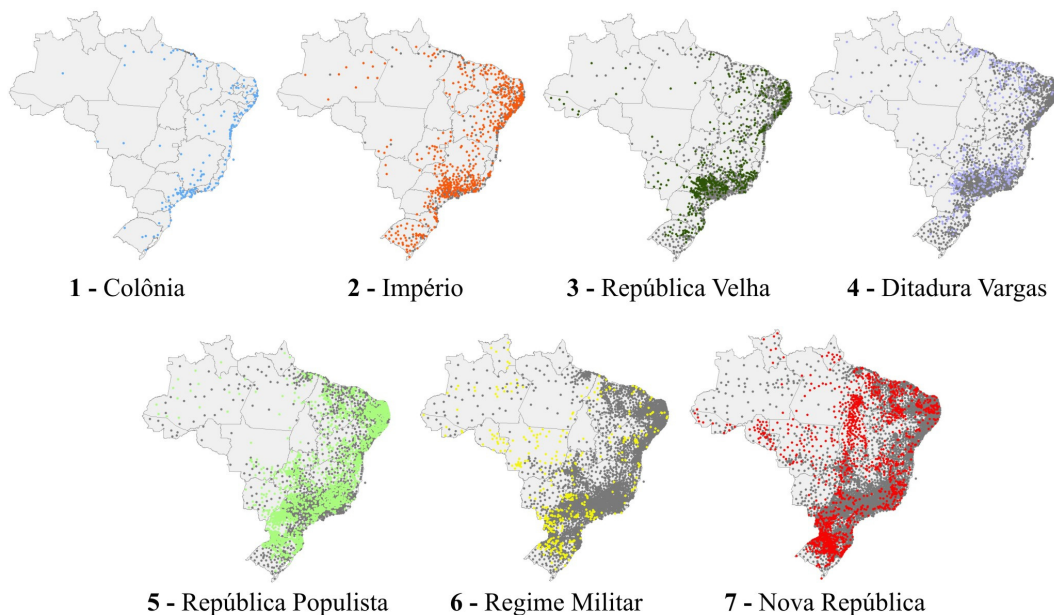 1 - Colônia
2 - Império
3 - República Velha
4 - Ditadura Vargas
5 - República Populista
6 - Regime Militar
7 - Nova República